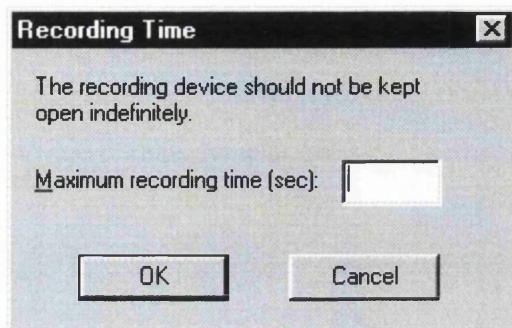 Recording Time
The recording device should not be kept
open indefinitely.
Maximum recording time (sec):
OK
Cancel